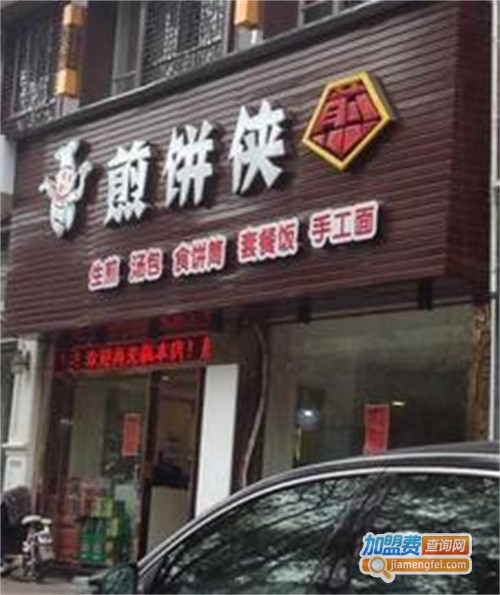 煎饼侠
煎
生煎 汤包 食饼筒 套餐饭 手工面
加盟费查询网
jiamengfei.com